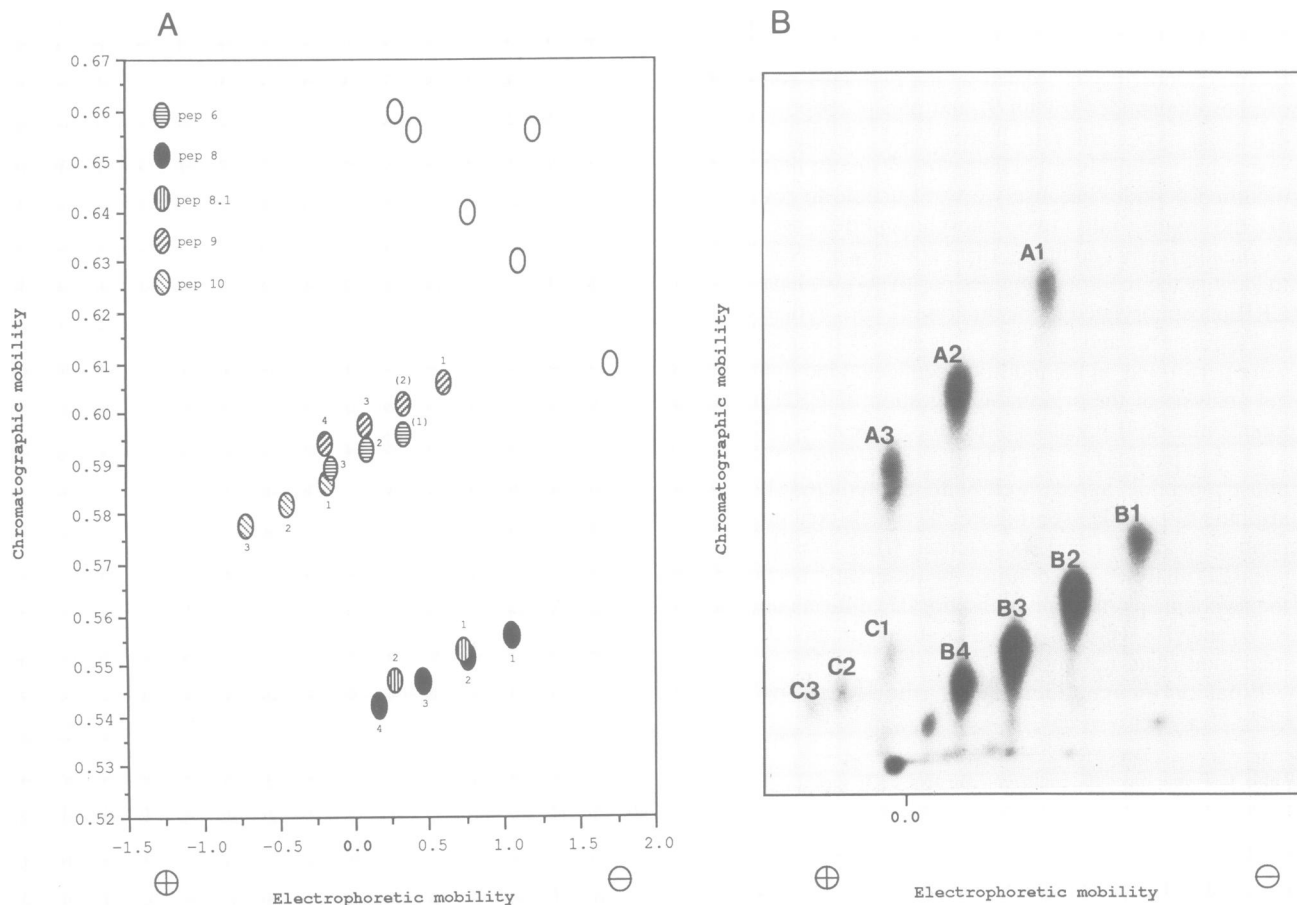 A
Chromatographic mobility
0.67
0.66
0.65
0.64
0.63
0.62
0.61
0.60
0.59
0.58
0.57
0.56
0.55
0.54
0.53
0.52
pep 6
pep 8
pep 8.1
pep 9
pep 10
1
(2)
3
(1)
4
2
3
1
2
3
1
1
2
2
3
4
-1.5
-1.0
-0.5
0.0
0.5
1.0
1.5
2.0
+
Electrophoretic mobility
−
B
Chromatographic mobility
A1
A2
A3
B1
B2
B3
C1
B4
C2
C3
0.0
+
Electrophoretic mobility
−